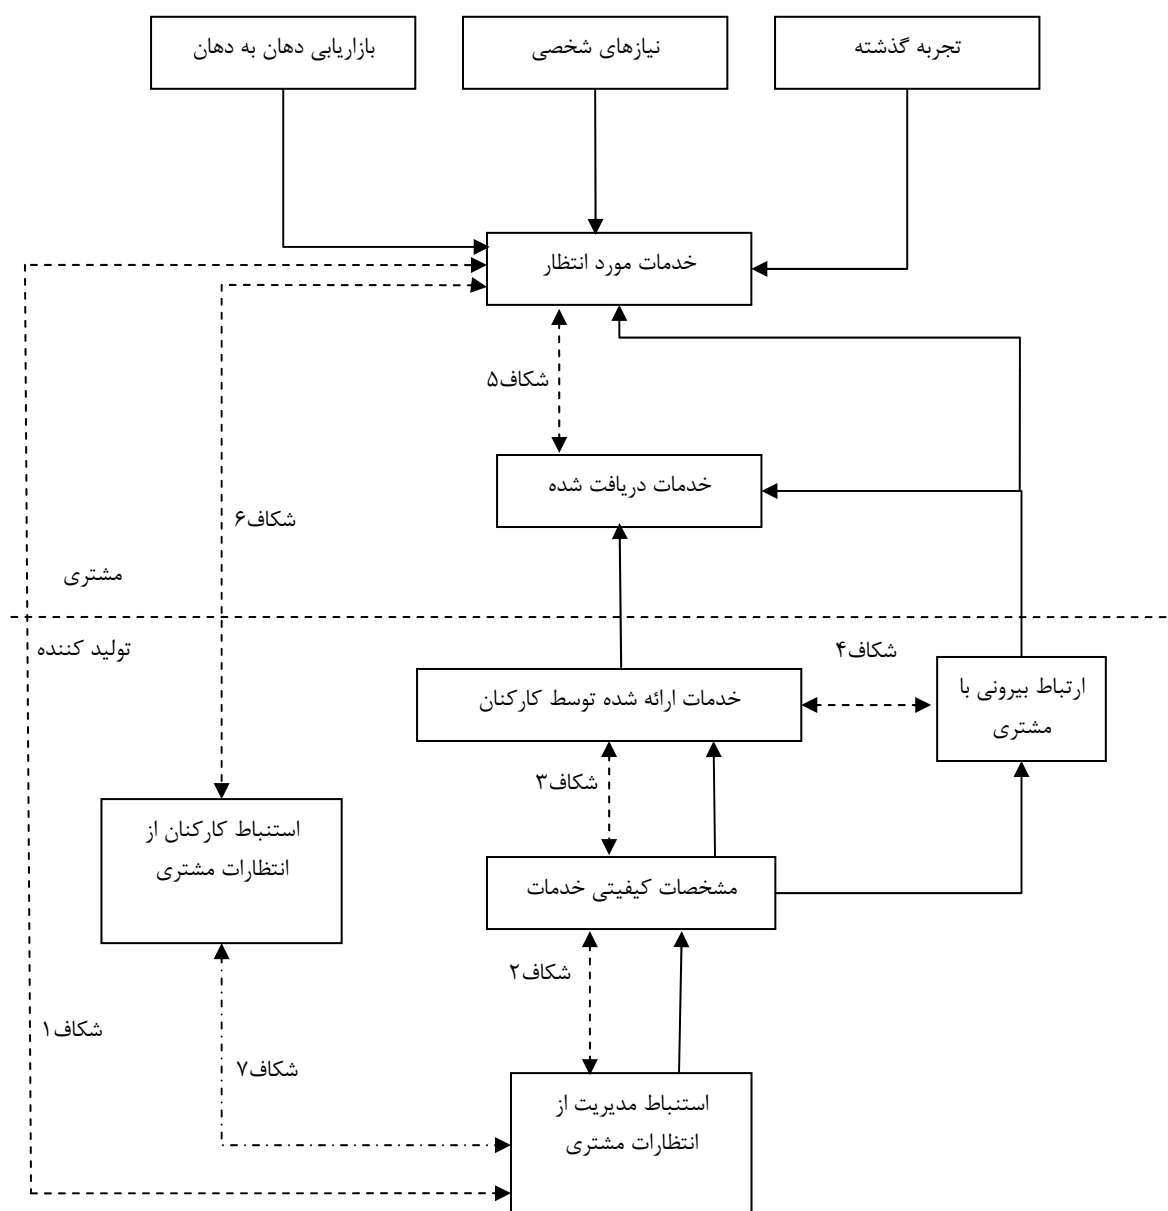 تجربه گذشته
نیازهای شخصی
بازاریابی دهان به دهان
خدمات مورد انتظار
شکاف۵
خدمات دریافت شده
شکاف۶
مشتری
تولید کننده
شکاف۴
ارتباط بیرونی با
مشتری
خدمات ارائه شده توسط کارکنان
شکاف۳
استنباط کارکنان از
انتظارات مشتری
مشخصات کیفیتی خدمات
شکاف۲
شکاف۱
شکاف۷
استنباط مدیریت از
انتظارات مشتری